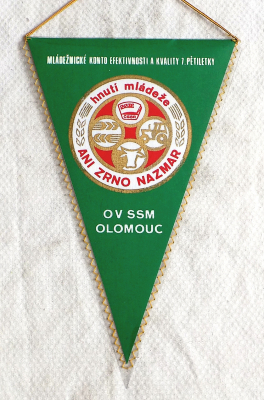 MLÁDEŽNICKÉ KONTO EFEKTIVNOSTI A KVALITY 7. PĚTILETKY
hnutí mládeže
ANI ZRNO NAZMAR
OV SSM
OLOMOUC